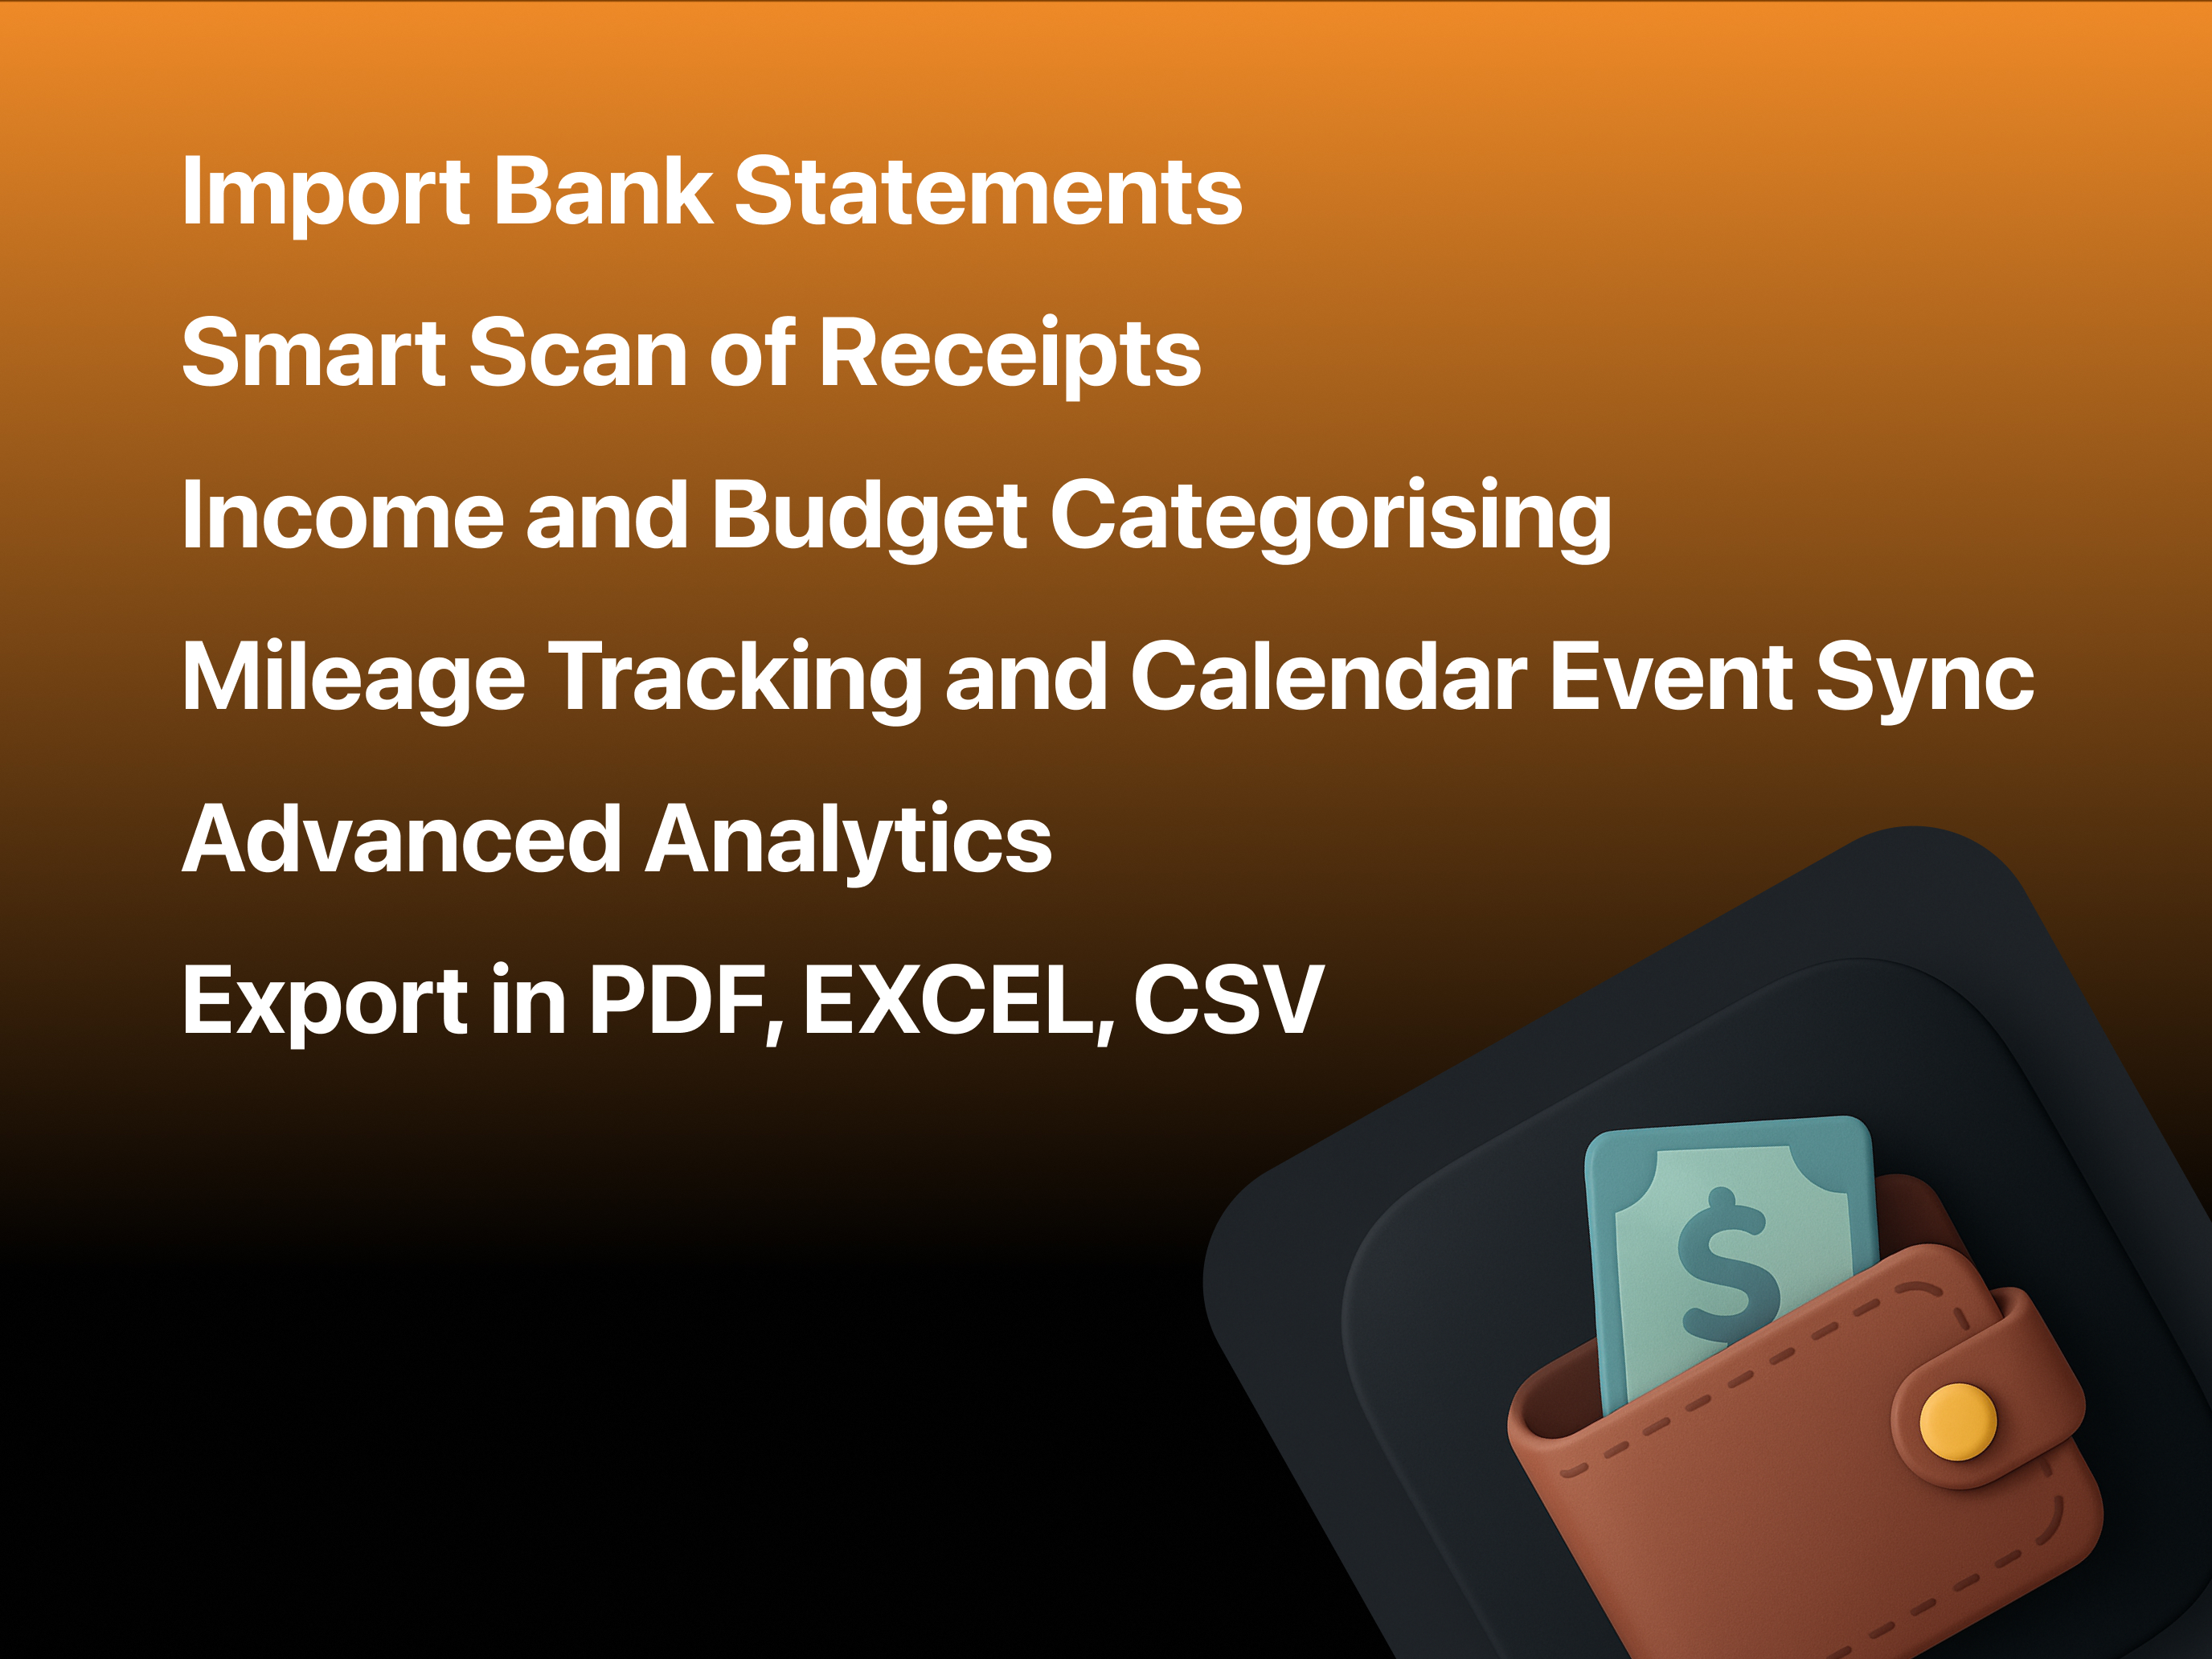 Import Bank Statements
Smart Scan of Receipts
Income and Budget Categorising
Mileage Tracking and Calendar Event Sync
Advanced Analytics
Export in PDF, EXCEL, CSV
$